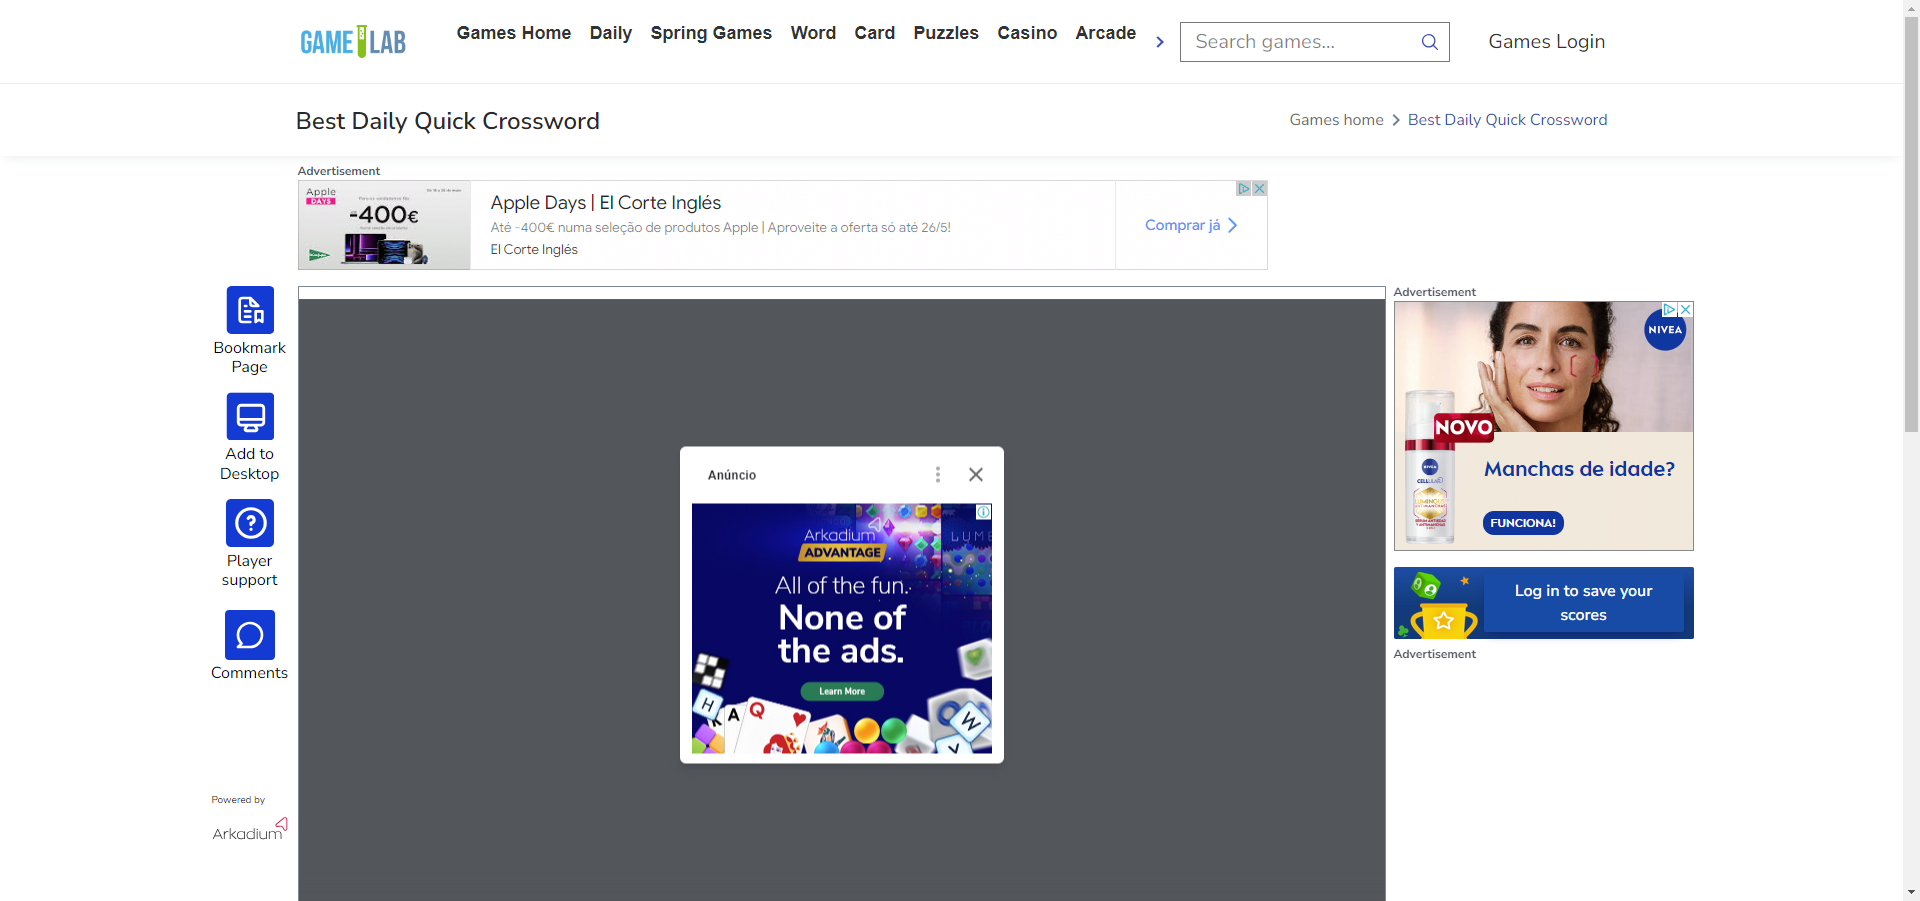 GAME LAB
Games Home Daily Spring Games Word Card Puzzles Casino Arcade
Search games...
Games Login
Best Daily Quick Crossword
Games home Best Daily Quick Crossword
Advertisement
Apple
DAYS
-400€
Apple Days | El Corte Inglés
Até -400€ numa seleção de produtos Apple | Aproveite a oferta só até 26/5!
El Corte Inglés
Comprar já
Bookmark
Page
Add to
Desktop
Player
support
Comments
Powered by
Arkadium
Anúncio
Arkadium
ADVANTAGE
All of the fun.
None of
the ads.
Learn More
LUME
H
K
A
Q
W
Advertisement
NIVEA
NOVO
Manchas de idade?
FUNCIONA!
NIVEA
Log in to save your
scores
Advertisement